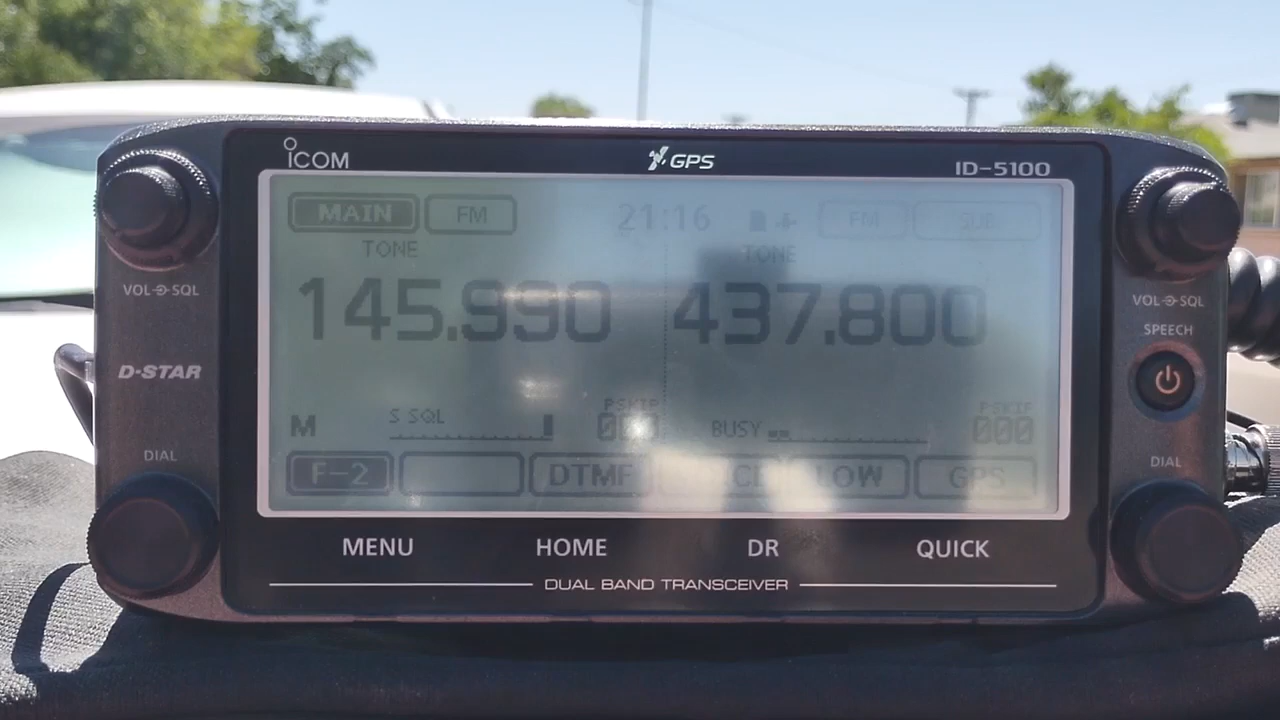 iCOM
GPS
ID-5100
MAIN FM 21:16 FM SUB
TONE TONE
145.990 437.800
VOL SQL
VOL SQL
SPEECH
D-STAR
PSKIP PSKIP
M S SQL 000 BUSY 000
DIAL
DIAL
F-2 DTMF LOW GPS
MENU HOME DR QUICK
DUAL BAND TRANSCEIVER